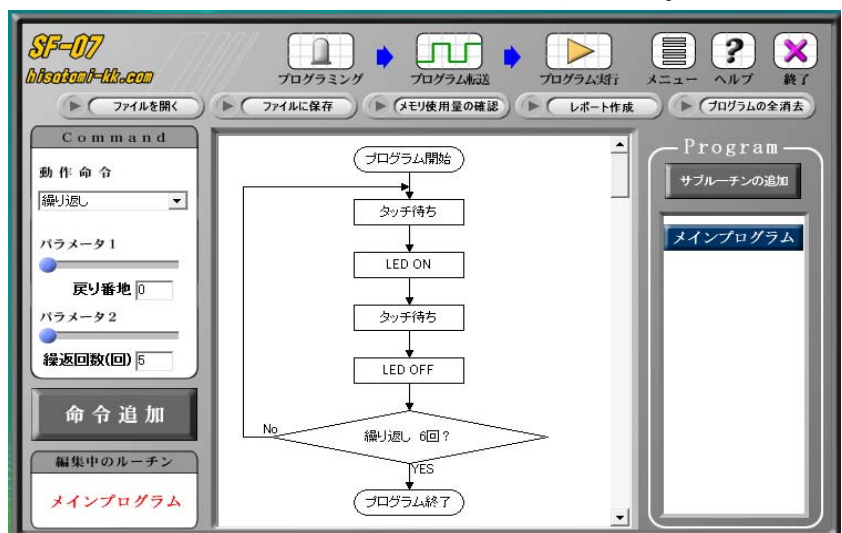 SF-07
hisatomi-kk.com
プログラミング
プログラム転送
プログラム実行
メニュー
ヘルプ
終了
ファイルを開く
ファイルに保存
メモリ使用量の確認
レポート作成
プログラムの全消去
Command
動作命令
繰り返し
パラメータ1
戻り番地 0
パラメータ2
繰返回数(回) 5
命令追加
編集中のルーチン
メインプログラム
プログラム開始
タッチ待ち
LED ON
タッチ待ち
LED OFF
繰り返し 6回?
No
YES
プログラム終了
Program
サブルーチンの追加
メインプログラム